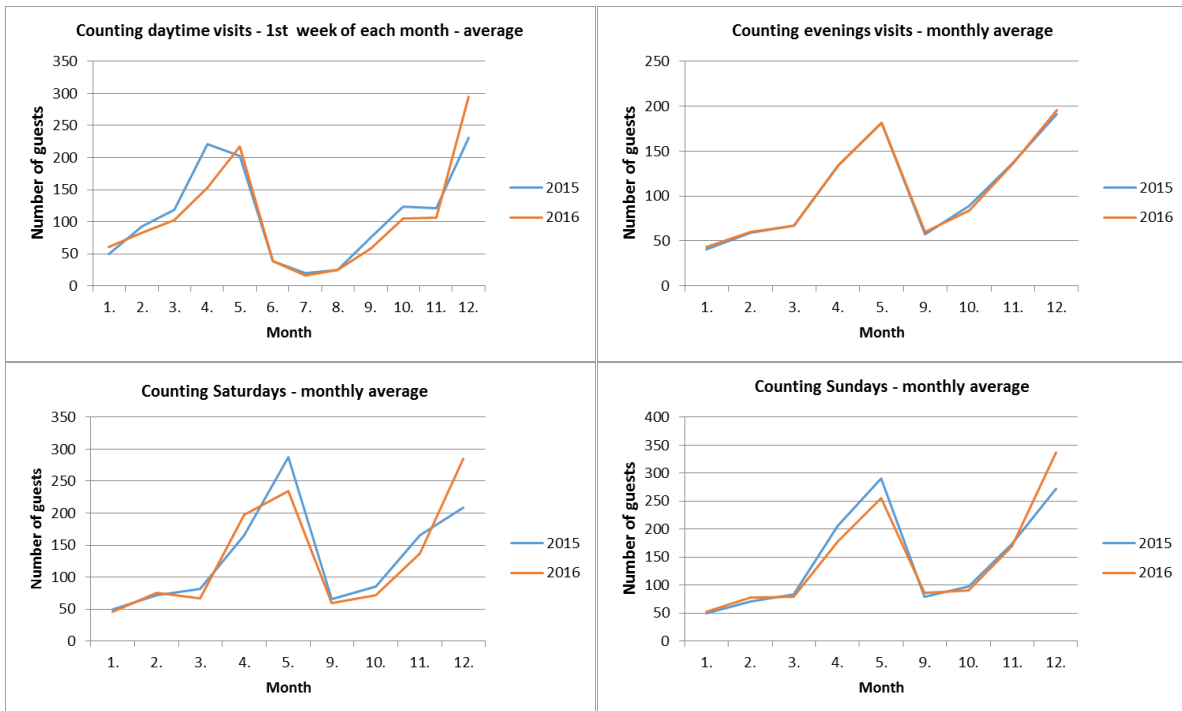 Counting daytime visits - 1st week of each month - average
350
300
250
200
150
100
50
0
Number of guests
1. 2. 3. 4. 5. 6. 7. 8. 9. 10. 11. 12.
Month
2015
2016
Counting evenings visits - monthly average
250
200
150
100
50
0
Number of guests
1. 2. 3. 4. 5. 9. 10. 11. 12.
Month
2015
2016
Counting Saturdays - monthly average
350
300
250
200
150
100
50
0
Number of guests
1. 2. 3. 4. 5. 9. 10. 11. 12.
Month
2015
2016
Counting Sundays - monthly average
400
350
300
250
200
150
100
50
0
Number of guests
1. 2. 3. 4. 5. 9. 10. 11. 12.
Month
2015
2016